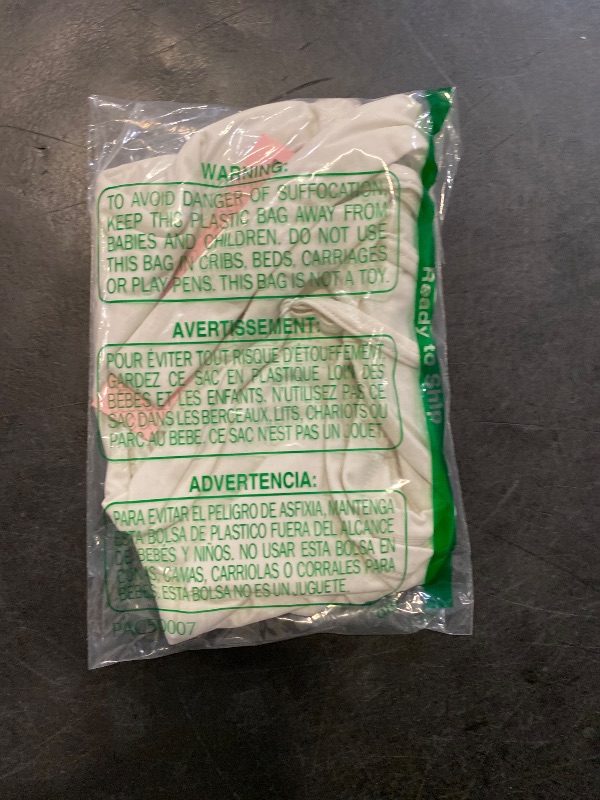 WARNING:
TO AVOID DANGER OF SUFFOCATION,
KEEP THIS PLASTIC BAG AWAY FROM
BABIES AND CHILDREN. DO NOT USE
THIS BAG IN CRIBS, BEDS, CARRIAGES
OR PLAY PENS. THIS BAG IS NOT A TOY.
AVERTISSEMENT:
POUR ÉVITER TOUT RISQUE D'ÉTOUFFEMENT,
GARDEZ CE SAC EN PLASTIQUE LOIN DES
BÉBÉS ET LES ENFANTS. N'UTILISEZ PAS CE
SAC DANS LES BERCEAUX, LITS, CHARIOTS OU
PARC AU BEBE. CE SAC N'EST PAS UN JOUET.
ADVERTENCIA:
PARA EVITAR EL PELIGRO DE ASFIXIA, MANTENGA
ESTA BOLSA DE PLASTICO FUERA DEL ALCANCE
DE BEBÉS Y NINOS. NO USAR ESTA BOLSA EN
CUNAS, CAMAS, CARRIOLAS O CORRALES PARA
BEBES. ESTA BOLSA NO ES UN JUGUETE.
Ready to Ship